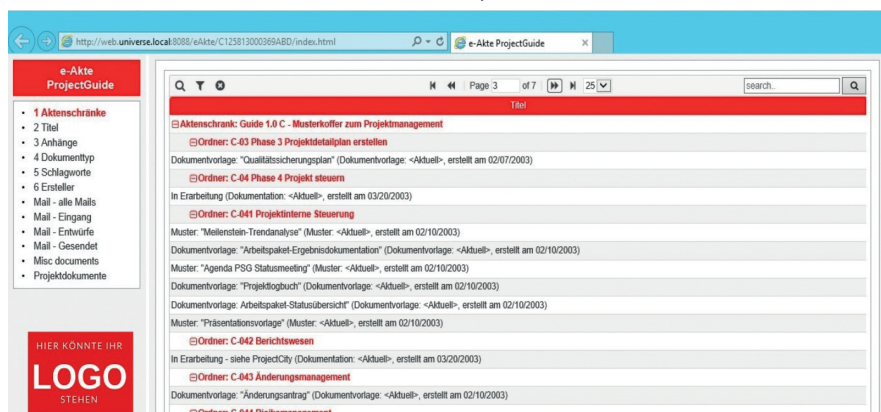 http://web.universe.local:8088/eAkte/C125813000369ABD/index.html
e-Akte ProjectGuide
e-Akte
ProjectGuide
1 Aktenschränke
2 Titel
3 Anhänge
4 Dokumenttyp
5 Schlagworte
6 Ersteller
Mail - alle Mails
Mail - Eingang
Mail - Entwürfe
Mail - Gesendet
Misc documents
Projektdokumente
HIER KÖNNTE IHR
LOGO
STEHEN
Page 3 of 7 25 search..
Titel
Aktenschrank: Guide 1.0 C - Musterkoffer zum Projektmanagement
Ordner: C-03 Phase 3 Projektdetailplan erstellen
Dokumentvorlage: "Qualitätssicherungsplan" (Dokumentvorlage: <Aktuell>, erstellt am 02/07/2003)
Ordner: C-04 Phase 4 Projekt steuern
In Erarbeitung (Dokumentation: <Aktuell>, erstellt am 03/20/2003)
Ordner: C-041 Projektinterne Steuerung
Muster: "Meilenstein-Trendanalyse" (Muster: <Aktuell>, erstellt am 02/10/2003)
Dokumentvorlage: "Arbeitspaket-Ergebnisdokumentation" (Dokumentvorlage: <Aktuell>, erstellt am 02/10/2003)
Muster: "Agenda PSG Statusmeeting" (Muster: <Aktuell>, erstellt am 02/10/2003)
Dokumentvorlage: "Projektlogbuch" (Dokumentvorlage: <Aktuell>, erstellt am 02/10/2003)
Dokumentvorlage: Arbeitspaket-Statusübersicht" (Dokumentvorlage: <Aktuell>, erstellt am 02/10/2003)
Muster: "Präsentationsvorlage" (Muster: <Aktuell>, erstellt am 02/10/2003)
Ordner: C-042 Berichtswesen
In Erarbeitung - siehe ProjectCity (Dokumentation: <Aktuell>, erstellt am 03/20/2003)
Ordner: C-043 Änderungsmanagement
Dokumentvorlage: "Änderungsantrag" (Dokumentvorlage: <Aktuell>, erstellt am 02/10/2003)
Ordner: C-044 Risikomanagement